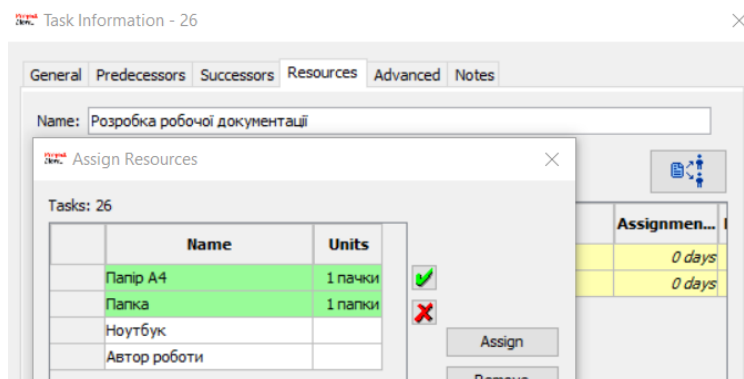 Task Information - 26
General Predecessors Successors Resources Advanced Notes
Name: Розробка робочої документації
Assign Resources
Tasks: 26
Assignmen...
Name Units
0 days
Папір A4 1 пачки
0 days
Папка 1 папки
Ноутбук
Assign
Автор роботи